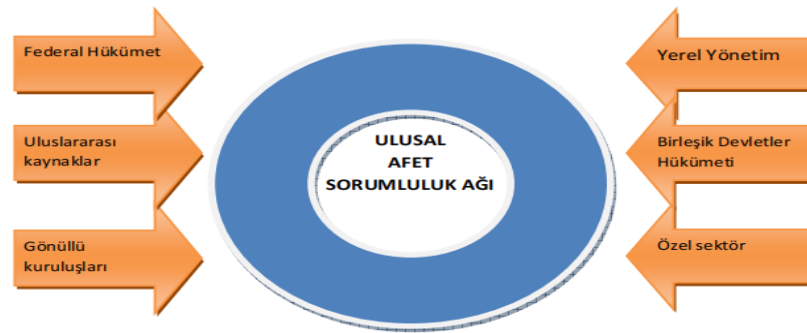 Federal Hükümet
Uluslararası
kaynaklar
Gönüllü
kuruluşları
ULUSAL
AFET
SORUMLULUK AĞI
Yerel Yönetim
Birleşik Devletler
Hükümeti
Özel sektör